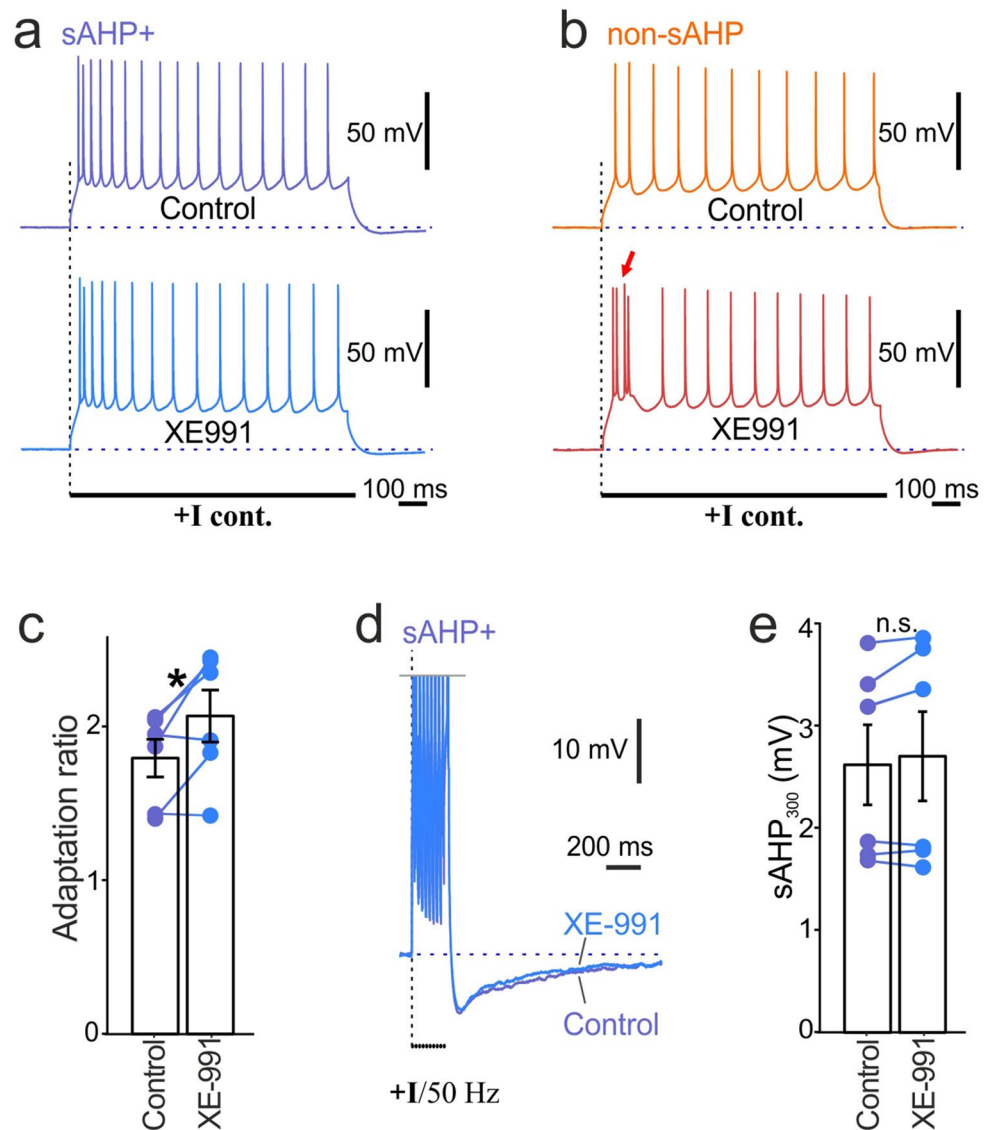 a sAHP+
50 mV
Control
50 mV
XE991
100 ms
+I cont.
b non-sAHP
50 mV
Control
50 mV
XE991
100 ms
+I cont.
c
Adaptation ratio
2
1
0
*
Control
XE-991
d sAHP+
10 mV
200 ms
XE-991
Control
+I/50 Hz
e
sAHP300 (mV)
4
3
2
1
0
n.s.
Control
XE-991